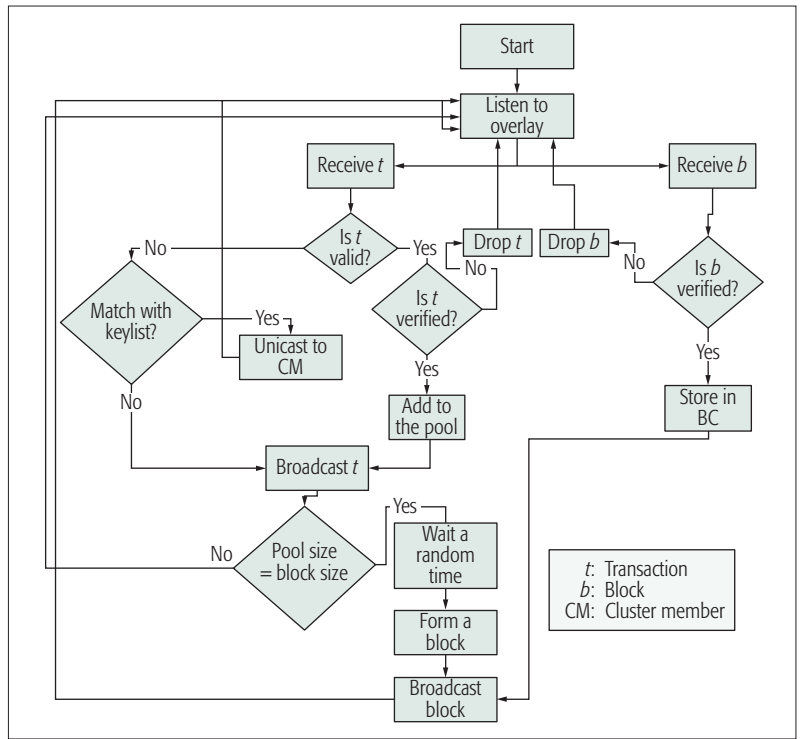 Start
Listen to
overlay
Receive t
Receive b
Is t
valid?
No
Yes
Drop t
Drop b
No
No
Is b
verified?
Match with
keylist?
Yes
Is t
verified?
Unicast to
CM
Yes
Yes
No
Add to
the pool
Store in
BC
Broadcast t
Yes
Pool size
= block size
No
Wait a
random
time
t: Transaction
b: Block
CM: Cluster member
Form a
block
Broadcast
block